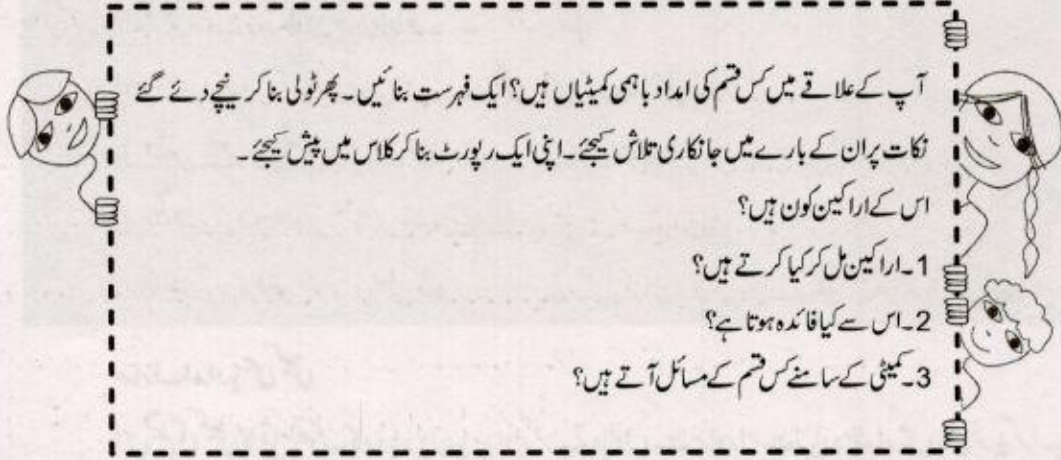 آپ کے علاقے میں کس قسم کی امداد باہمی کمیٹیاں ہیں؟ ایک فہرست بنائیں۔ پھر ٹولی بنا کر نیچے دئے گئے
نکات پر ان کے بارے میں جانکاری تلاش کیجئے۔ اپنی ایک رپورٹ بنا کر کلاس میں پیش کیجئے۔
اس کے اراکین کون ہیں؟
1۔ اراکین مل کر کیا کرتے ہیں؟
2۔ اس سے کیا فائدہ ہوتا ہے؟
3۔ کمیٹی کے سامنے کس قسم کے مسائل آتے ہیں؟